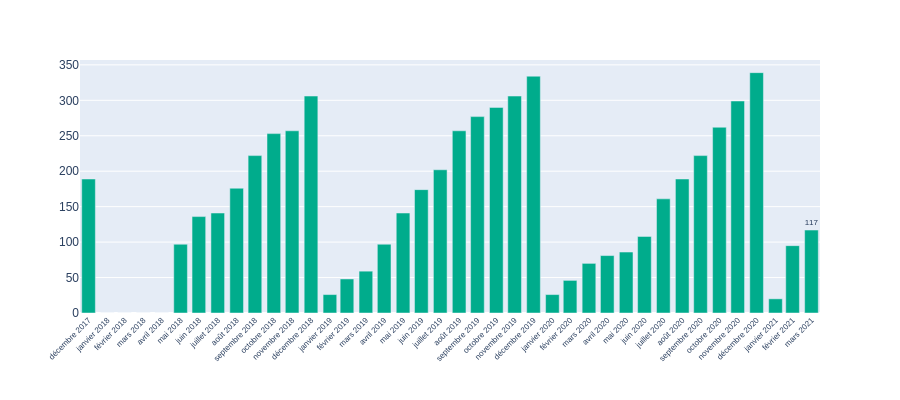 350
300
250
200
150
100
50
0
117
décembre 2017
janvier 2018
février 2018
mars 2018
avril 2018
mai 2018
juin 2018
juillet 2018
août 2018
septembre 2018
octobre 2018
novembre 2018
décembre 2018
janvier 2019
février 2019
mars 2019
avril 2019
mai 2019
juin 2019
juillet 2019
août 2019
septembre 2019
octobre 2019
novembre 2019
décembre 2019
janvier 2020
février 2020
mars 2020
avril 2020
mai 2020
juin 2020
juillet 2020
août 2020
septembre 2020
octobre 2020
novembre 2020
décembre 2020
janvier 2021
février 2021
mars 2021